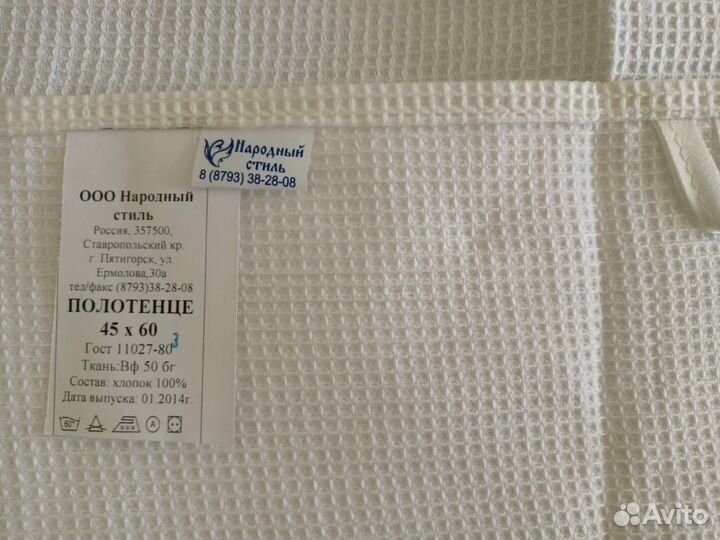 Народный
стиль
8 (8793) 38-28-08
ООО Народный
стиль
Россия, 357500,
Ставропольский кр.
г. Пятигорск, ул
Ермолова,30а
тел/факс (8793)38-28-08
ПОЛОТЕНЦЕ
45 х 60
3
Гост 11027-80
Ткань:Вф 50 бг
Состав: хлопок 100%
Дата выпуска: 01.2014г.
60°
A
Avito